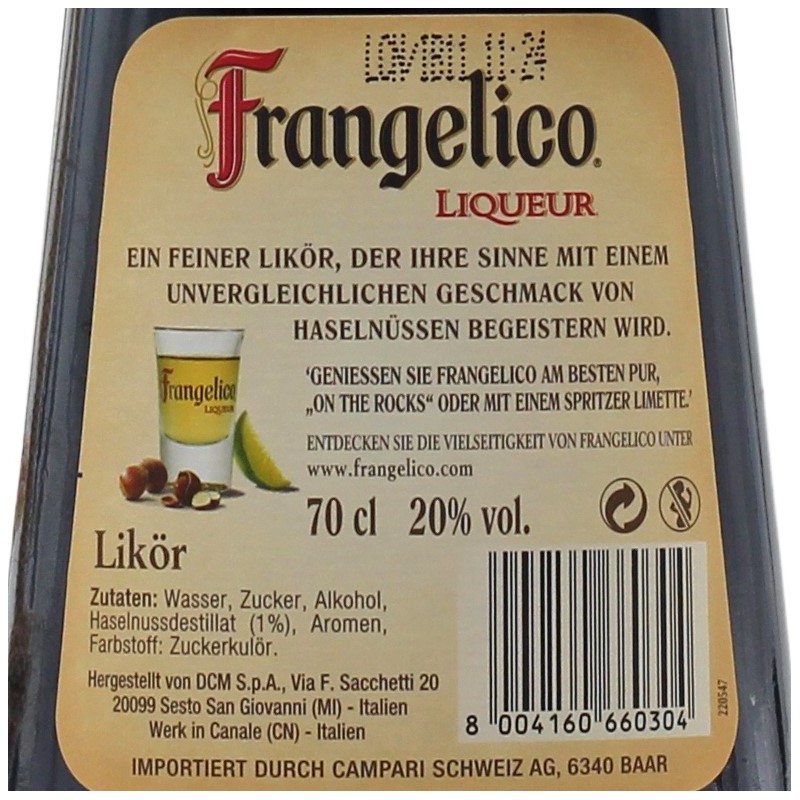 LGV1811 11:24
Frangelico®
LIQUEUR
EIN FEINER LIKÖR, DER IHRE SINNE MIT EINEM
UNVERGLEICHLICHEN GESCHMACK VON
HASELNÜSSEN BEGEISTERN WIRD.
Frangelico
LIQUEUR
'GENIESSEN SIE FRANGELICO AM BESTEN PUR,
„ON THE ROCKS“ ODER MIT EINEM SPRITZER LIMETTE.'
ENTDECKEN SIE DIE VIELSEITIGKEIT VON FRANGELICO UNTER
www.frangelico.com
70 cl 20% vol.
Likör
Zutaten: Wasser, Zucker, Alkohol,
Haselnussdestillat (1%), Aromen,
Farbstoff: Zuckerkulör.
Hergestellt von DCM S.p.A., Via F. Sacchetti 20
20099 Sesto San Giovanni (MI) - Italien
Werk in Canale (CN) - Italien
8 004160 660304
220547
IMPORTIERT DURCH CAMPARI SCHWEIZ AG, 6340 BAAR